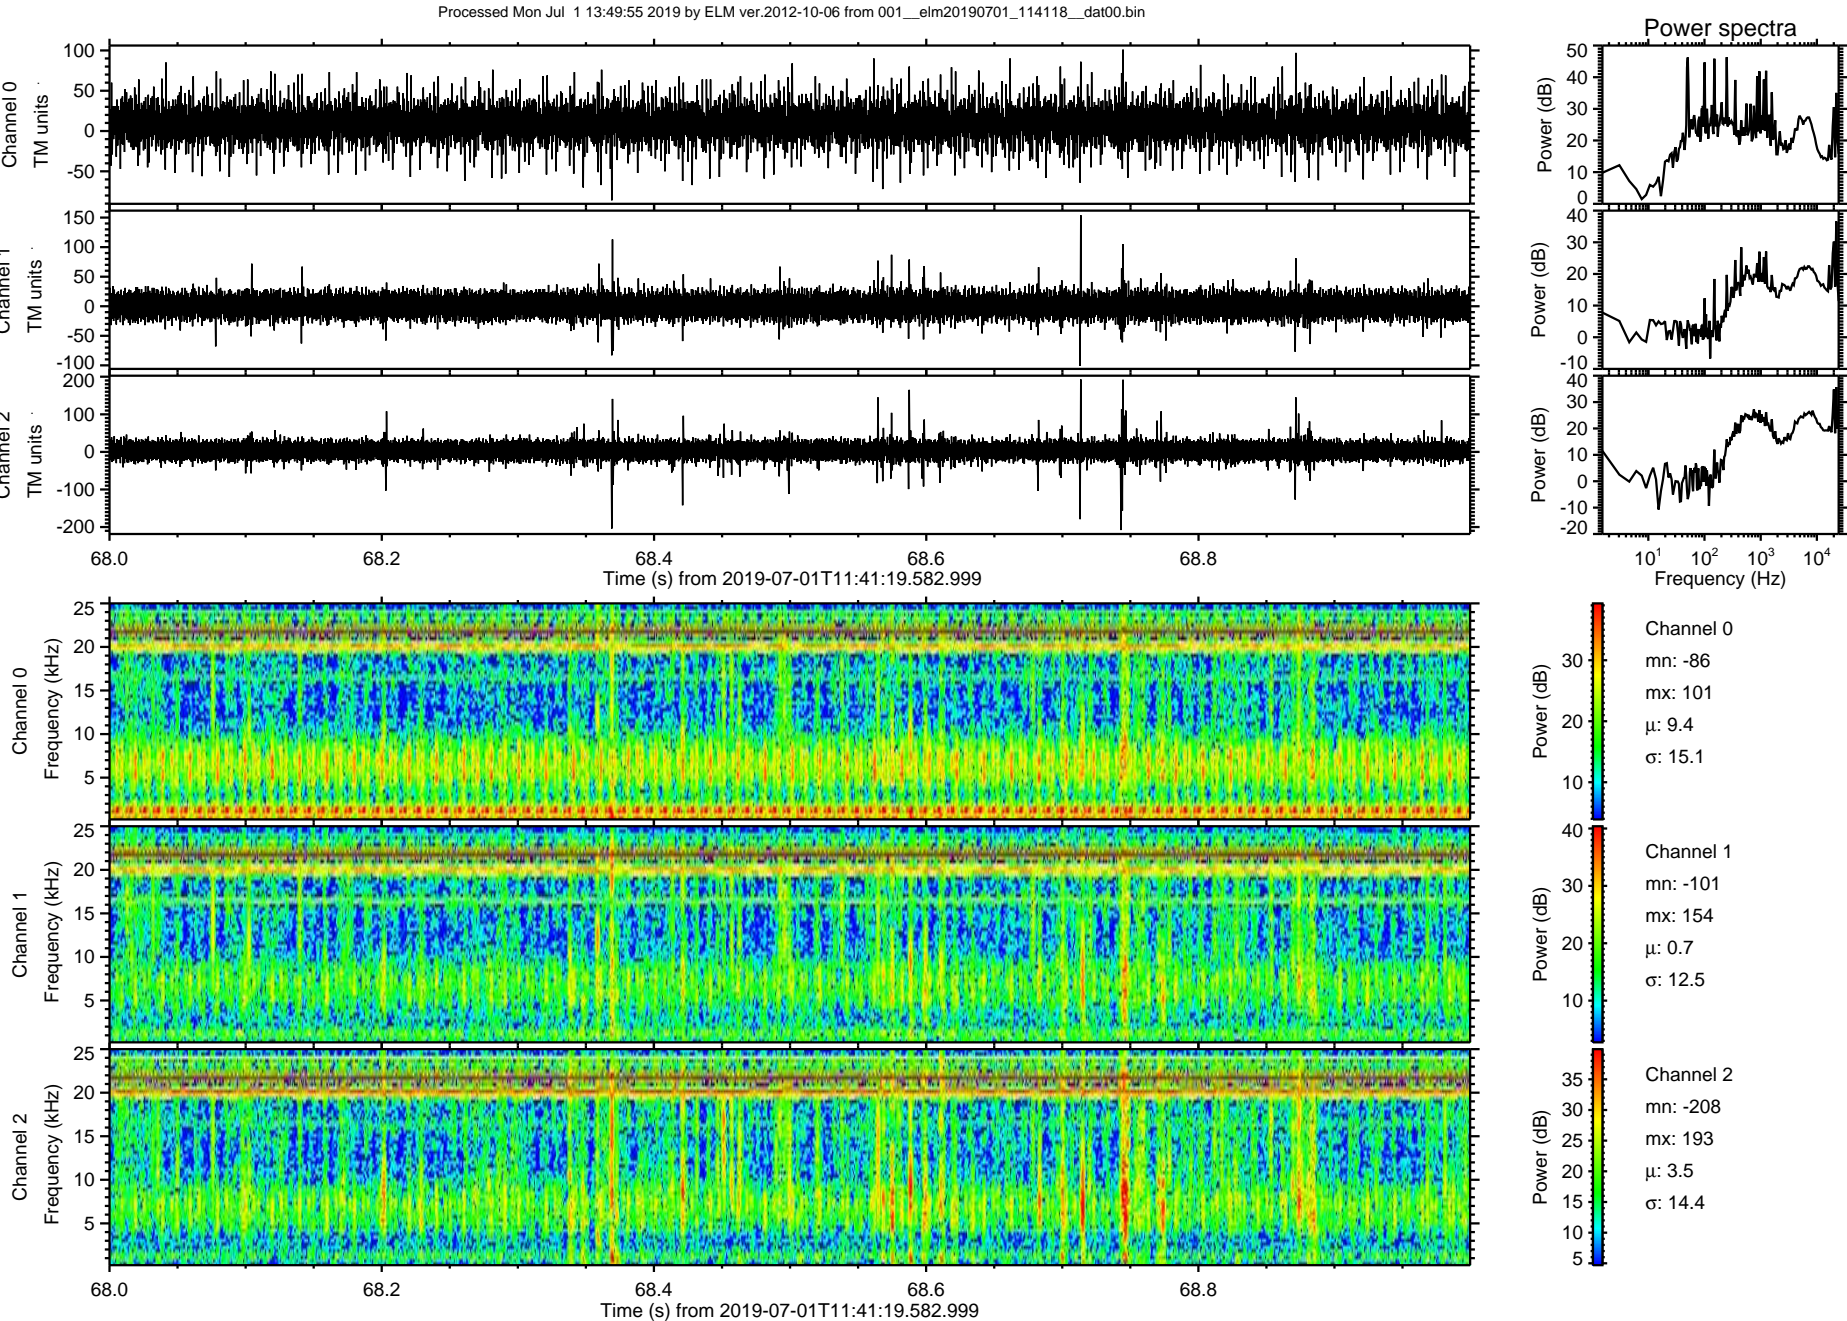 Processed Mon Jul 1 13:49:55 2019 by ELM ver.2012-10-06 from 001__elm20190701_114118__dat00.bin
Power spectra
Channel 0
TM units
100
50
0
-50
Power (dB)
50
40
30
20
10
0
Channel 1
TM units
150
100
50
0
-50
-100
Power (dB)
40
30
20
10
0
-10
Channel 2
TM units
200
100
0
-100
-200
Power (dB)
40
30
20
10
0
-10
-20
68.0 68.2 68.4 68.6 68.8
Time (s) from 2019-07-01T11:41:19.582.999
10¹ 10² 10³ 10⁴
Frequency (Hz)
Channel 0
Frequency (kHz)
25
20
15
10
5
Power (dB)
30
20
10
Channel 0
mn: -86
mx: 101
μ: 9.4
σ: 15.1
Channel 1
Frequency (kHz)
25
20
15
10
5
Power (dB)
40
30
20
10
Channel 1
mn: -101
mx: 154
μ: 0.7
σ: 12.5
Channel 2
Frequency (kHz)
25
20
15
10
5
Power (dB)
35
30
25
20
15
10
5
Channel 2
mn: -208
mx: 193
μ: 3.5
σ: 14.4
68.0 68.2 68.4 68.6 68.8
Time (s) from 2019-07-01T11:41:19.582.999